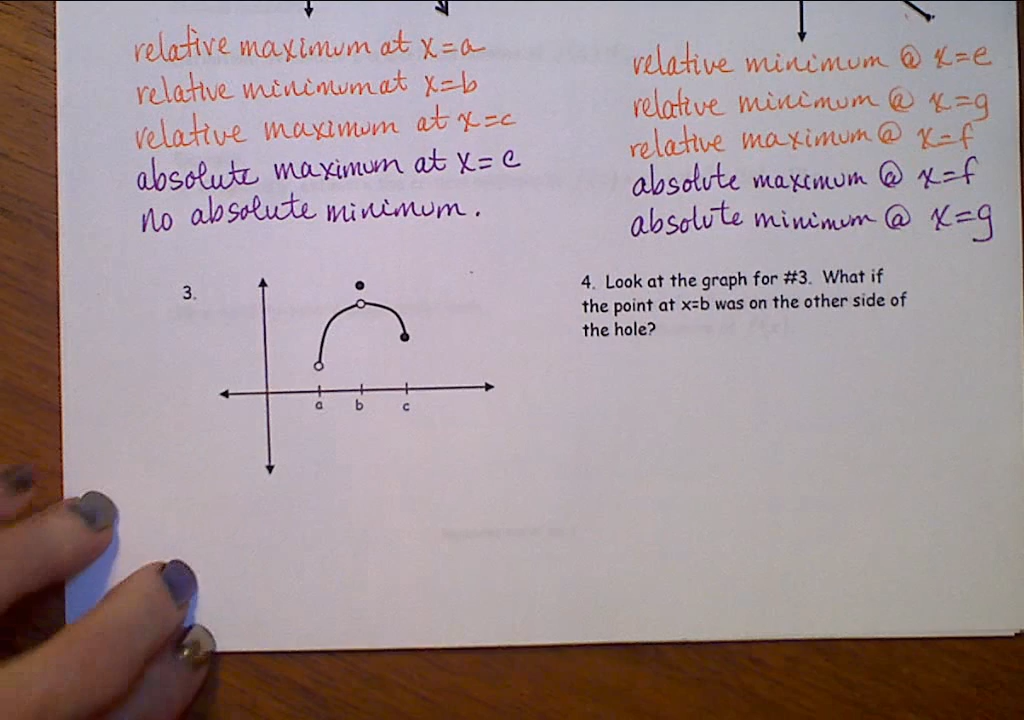 relative maximum at x=a
relative minimum at x=b
relative maximum at x=c
absolute maximum at x=c
no absolute minimum.
relative minimum @ x=e
relative minimum @ x=g
relative maximum @ x=f
absolute maximum @ x=f
absolute minimum @ x=g
3.
a b c
4. Look at the graph for #3. What if
the point at x=b was on the other side of
the hole?